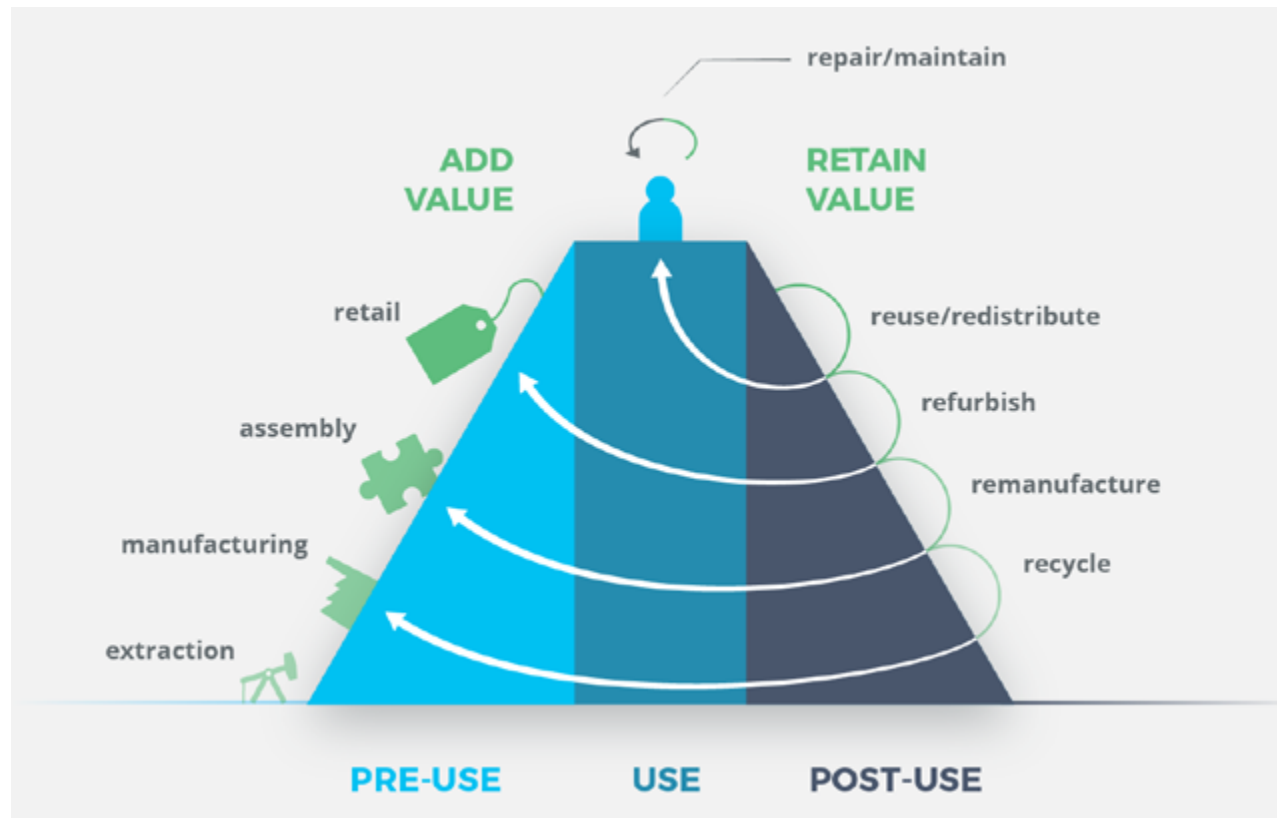 repair/maintain
ADD
VALUE
RETAIN
VALUE
retail
reuse/redistribute
refurbish
assembly
remanufacture
manufacturing
recycle
extraction
PRE-USE
USE
POST-USE